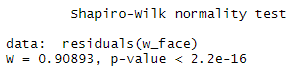 Shapiro-Wilk normality test
data:  residuals(w_face)
W = 0.90893, p-value < 2.2e-16